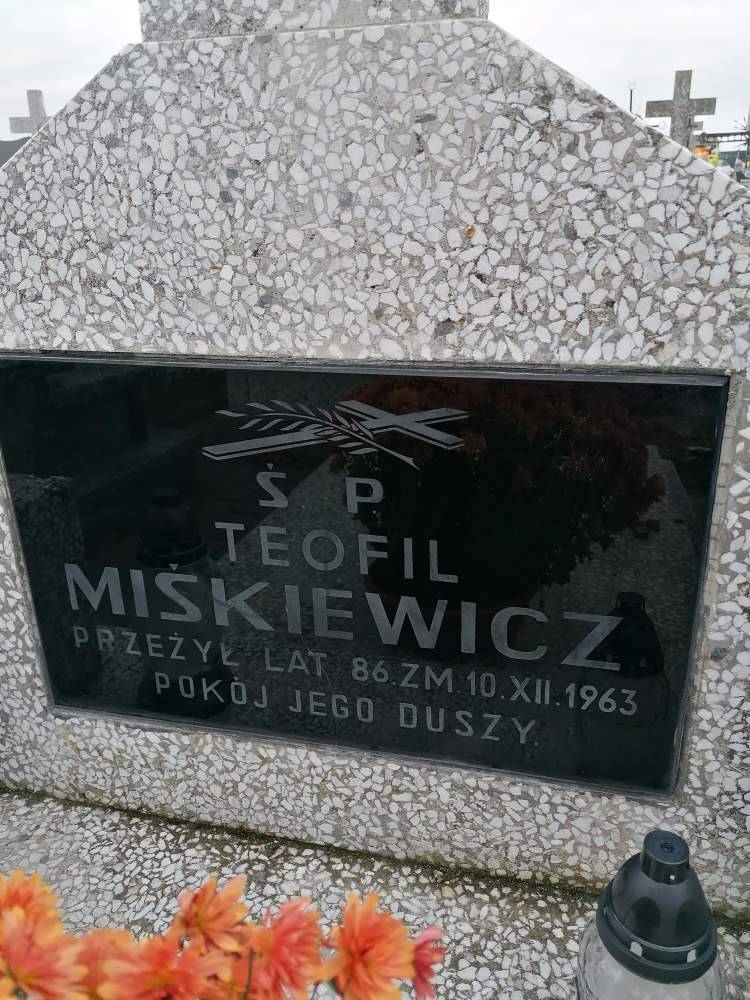 Ś P
TEOFIL
MIŚKIEWICZ
PRZEŻYŁ LAT 86. ZM 10.XII.1963
POKÓJ JEGO DUSZY.